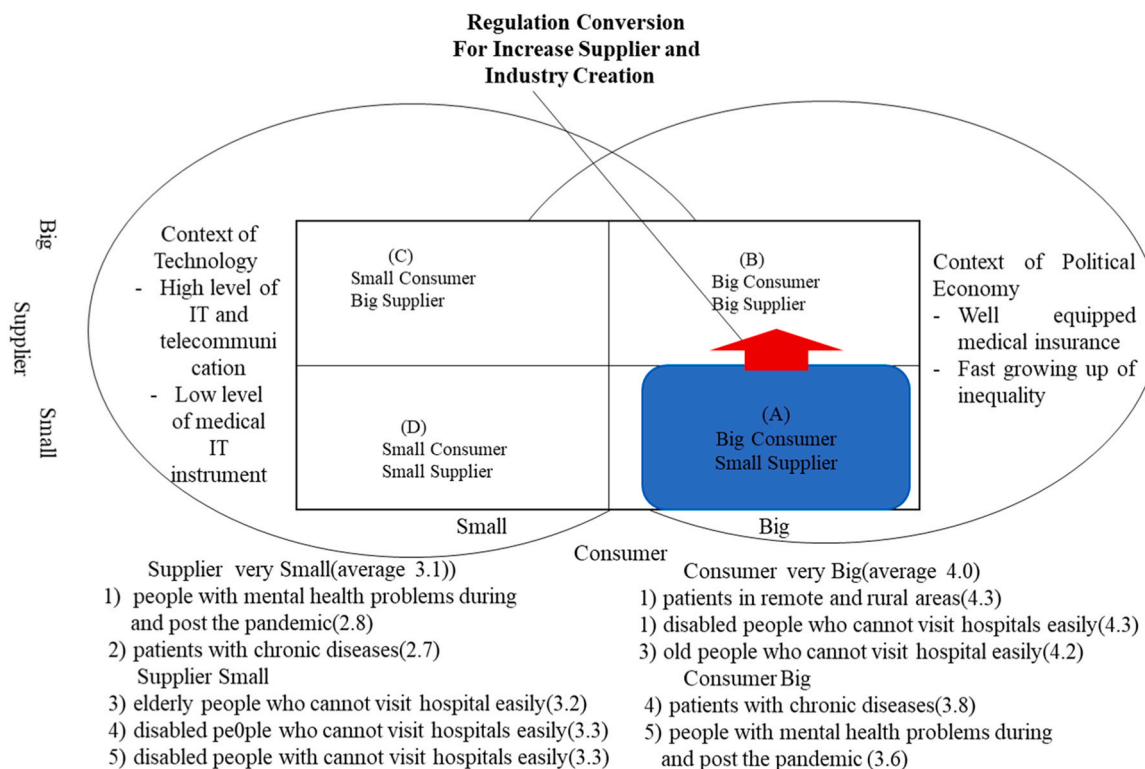 Regulation Conversion
For Increase Supplier and
Industry Creation
Big
Supplier
Small
Context of
Technology
- High level of
IT and
telecommuni
cation
- Low level
of medical
IT
instrument
(C)
Small Consumer
Big Supplier
(B)
Big Consumer
Big Supplier
(D)
Small Consumer
Small Supplier
(A)
Big Consumer
Small Supplier
Context of Political
Economy
- Well equipped
medical insurance
- Fast growing up of
inequality
Small
Big
Consumer
Supplier very Small(average 3.1))
1) people with mental health problems during
and post the pandemic(2.8)
2) patients with chronic diseases(2.7)
Supplier Small
3) elderly people who cannot visit hospital easily(3.2)
4) disabled pe0ple who cannot visit hospitals easily(3.3)
5) disabled people with cannot visit hospitals easily(3.3)
Consumer very Big(average 4.0)
1) patients in remote and rural areas(4.3)
1) disabled people who cannot visit hospitals easily(4.3)
3) old people who cannot visit hospital easily(4.2)
Consumer Big
4) patients with chronic diseases(3.8)
5) people with mental health problems during
and post the pandemic (3.6)